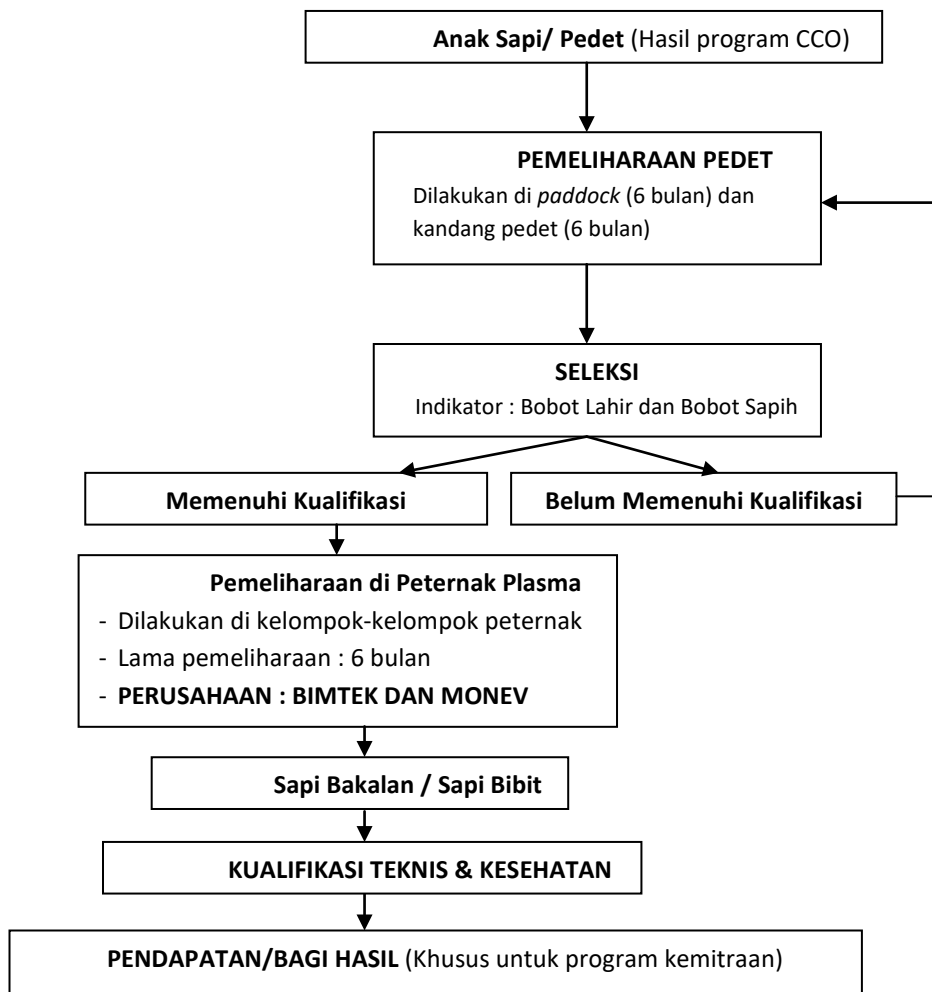 Anak Sapi/ Pedet (Hasil program CCO)
PEMELIHARAAN PEDET
Dilakukan di paddock (6 bulan) dan
kandang pedet (6 bulan)
SELEKSI
Indikator : Bobot Lahir dan Bobot Sapih
Memenuhi Kualifikasi
Belum Memenuhi Kualifikasi
Pemeliharaan di Peternak Plasma
- Dilakukan di kelompok-kelompok peternak
- Lama pemeliharaan : 6 bulan
- PERUSAHAAN : BIMTEK DAN MONEV
Sapi Bakalan / Sapi Bibit
KUALIFIKASI TEKNIS & KESEHATAN
PENDAPATAN/BAGI HASIL (Khusus untuk program kemitraan)